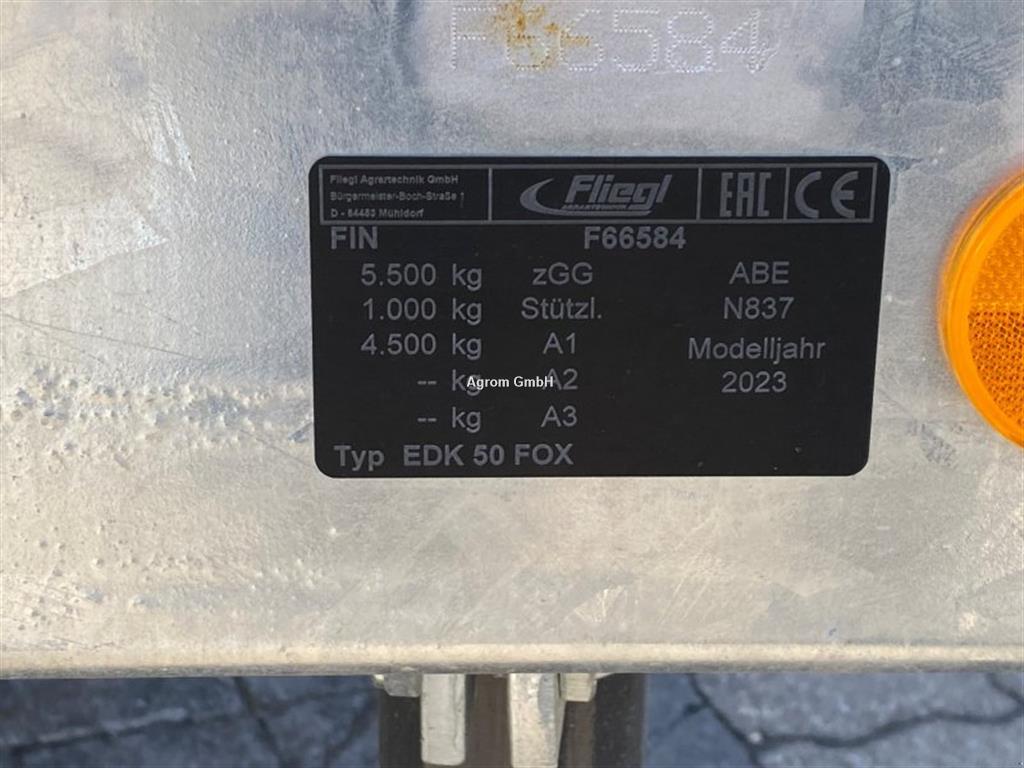 F66584
Fliegl Agrartechnik GmbH
Bürgermeister-Boch-Straße 1
D - 84453 Mühldorf
Fliegl
AGRARTECHNIK
EAC CE
FIN F66584
5.500 kg zGG ABE
1.000 kg Stützl. N837
4.500 kg A1 Modelljahr
-- kg A2 2023
-- kg A3
Typ EDK 50 FOX
Agrom GmbH